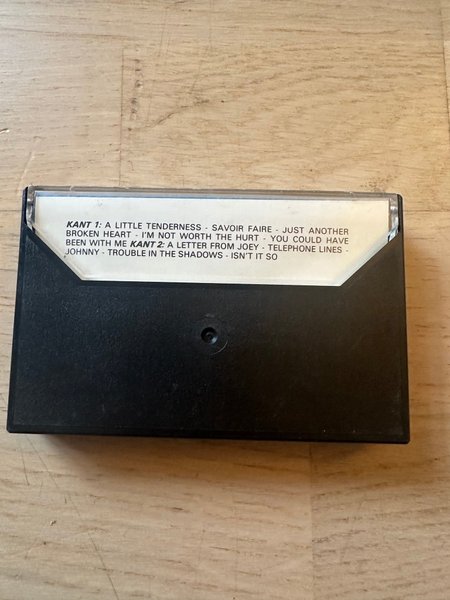 KANT 1: A LITTLE TENDERNESS - SAVOIR FAIRE - JUST ANOTHER
BROKEN HEART - I'M NOT WORTH THE HURT - YOU COULD HAVE
BEEN WITH ME KANT 2: A LETTER FROM JOEY - TELEPHONE LINES -
JOHNNY - TROUBLE IN THE SHADOWS - ISN'T IT SO